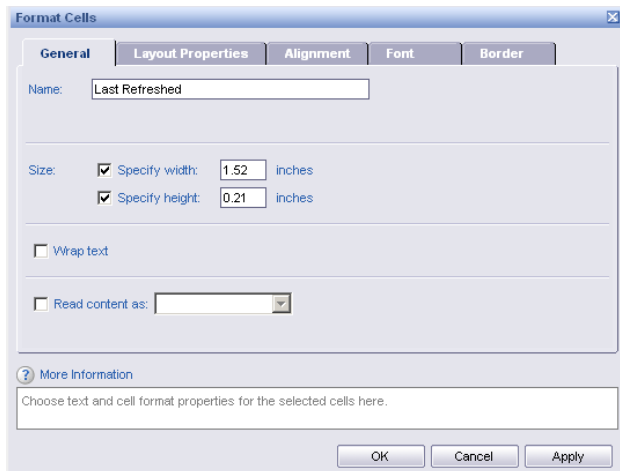 Format Cells
General Layout Properties Alignment Font Border
Name: Last Refreshed
Size: Specify width: 1.52 inches
Specify height: 0.21 inches
Wrap text
Read content as:
? More Information
Choose text and cell format properties for the selected cells here.
OK Cancel Apply